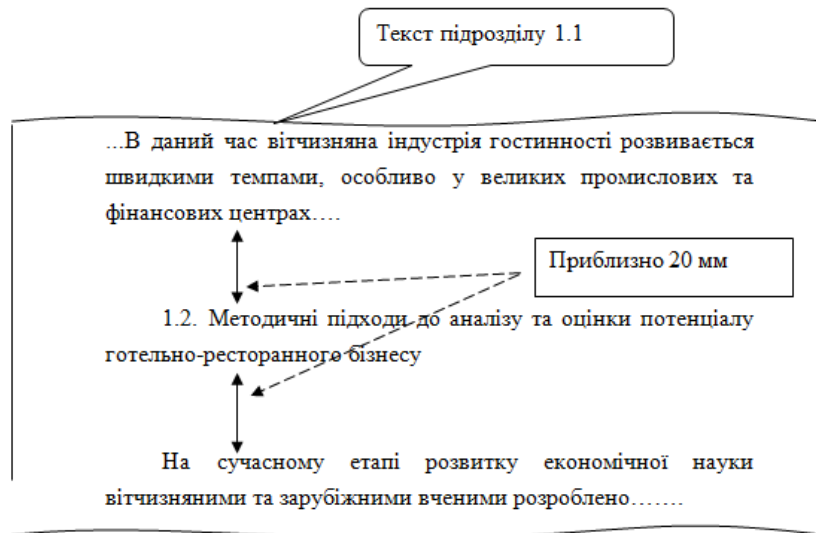 Текст підрозділу 1.1
...В даний час вітчизняна індустрія гостинності розвивається
швидкими темпами, особливо у великих промислових та
фінансових центрах….
Приблизно 20 мм
1.2. Методичні підходи до аналізу та оцінки потенціалу
готельно-ресторанного бізнесу
На сучасному етапі розвитку економічної науки
вітчизняними та зарубіжними вченими розроблено…….